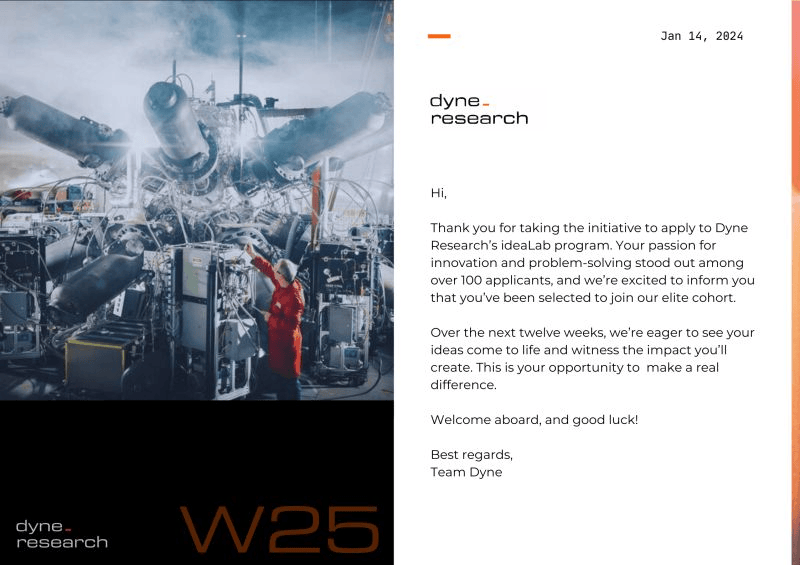 Jan 14, 2024
dyne
research
Hi,
Thank you for taking the initiative to apply to Dyne
Research’s ideaLab program. Your passion for
innovation and problem-solving stood out among
over 100 applicants, and we’re excited to inform you
that you’ve been selected to join our elite cohort.
Over the next twelve weeks, we’re eager to see your
ideas come to life and witness the impact you’ll
create. This is your opportunity to  make a real
difference.
Welcome aboard, and good luck!
Best regards,
Team Dyne
dyne
research
W25